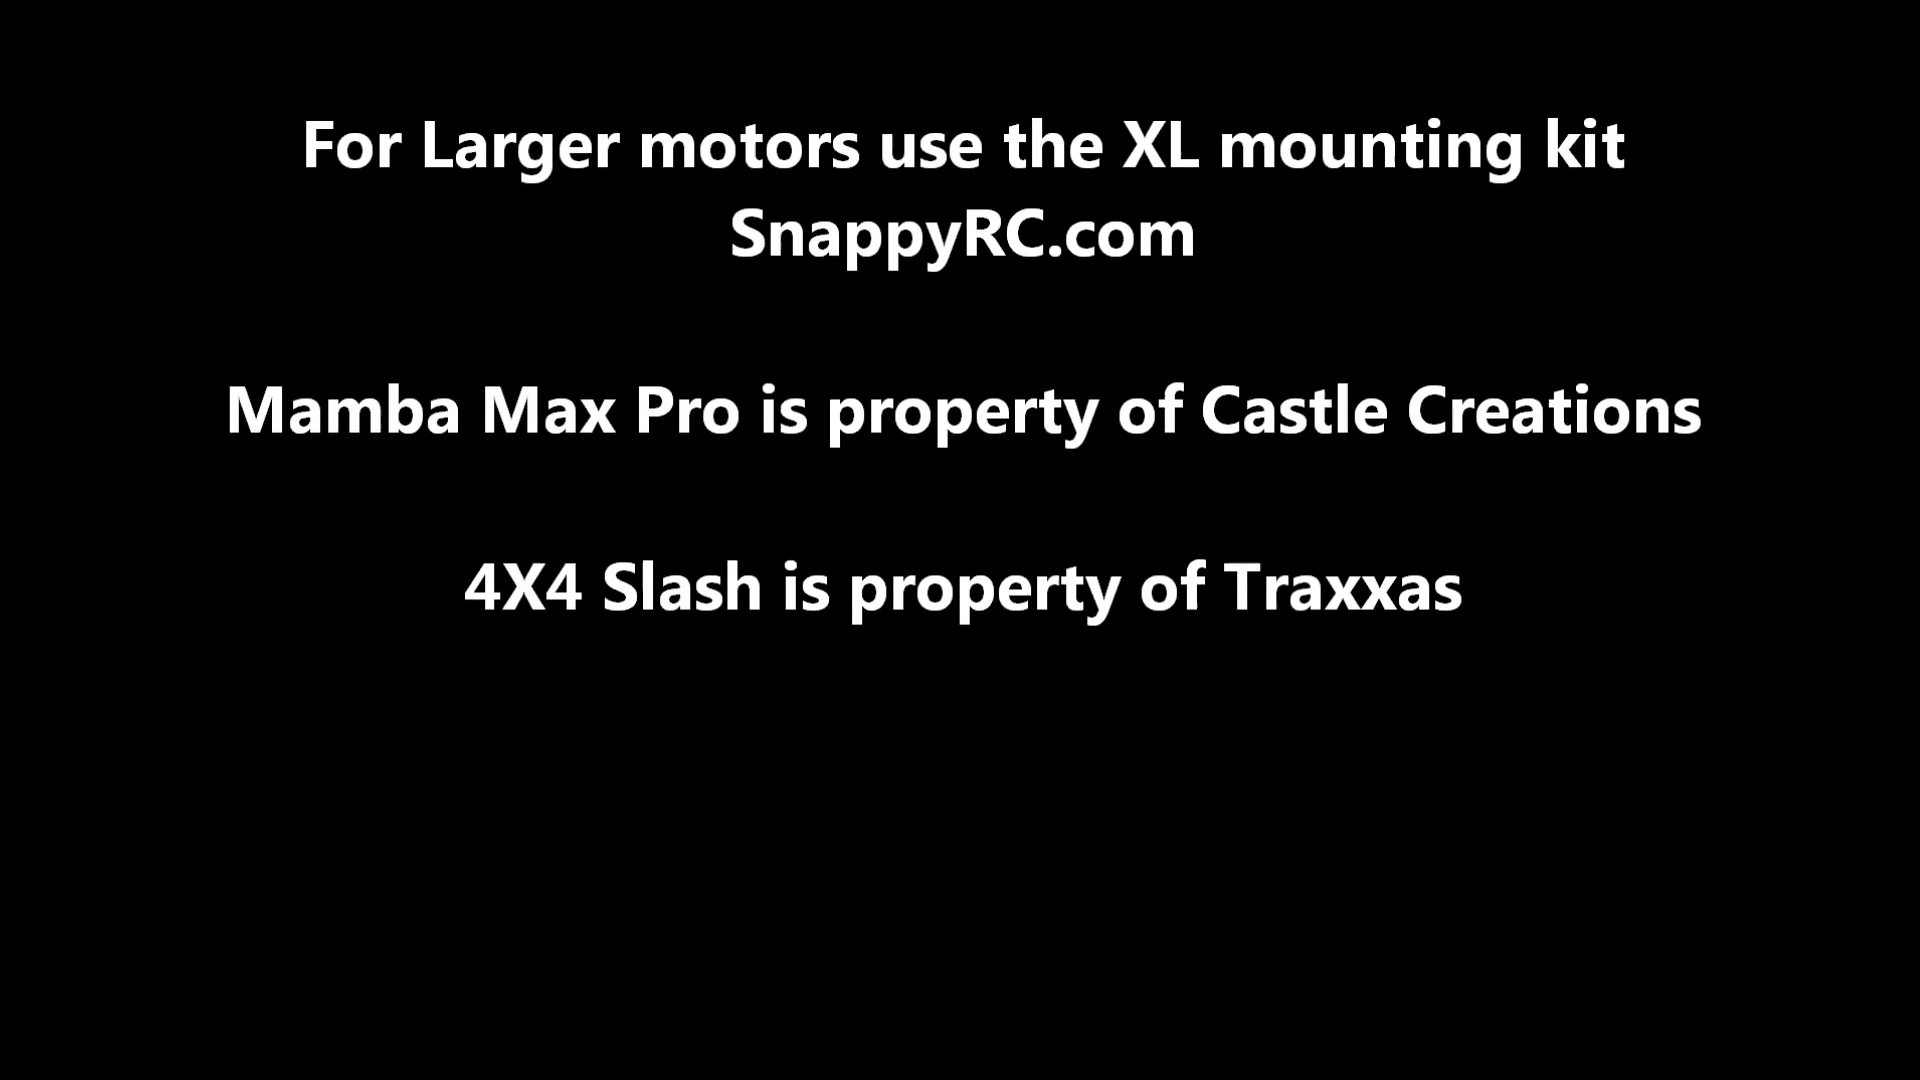 For Larger motors use the XL mounting kit
SnappyRC.com
Mamba Max Pro is property of Castle Creations
4X4 Slash is property of Traxxas